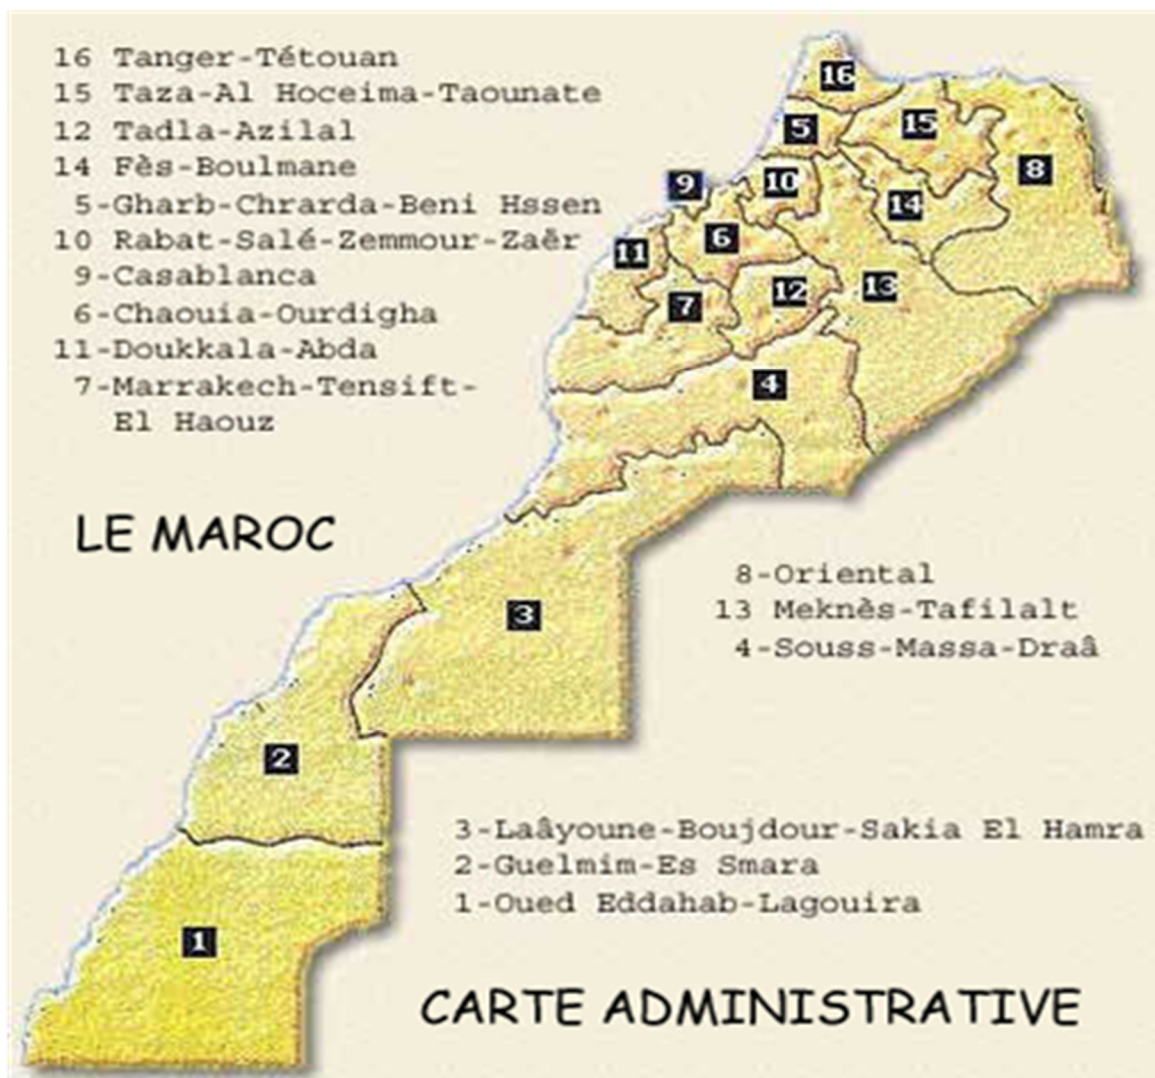 16 Tanger-Tétouan
15 Taza-Al Hoceima-Taounate
12 Tadla-Azilal
14 Fès-Boulmane
5-Gharb-Chrarda-Beni Hssen
10 Rabat-Salé-Zemmour-Zaër
9-Casablanca
6-Chaouia-Ourdigha
11-Doukkala-Abda
7-Marrakech-Tensift-
El Haouz
16
5
15
8
9
10
14
6
11
13
12
7
4
LE MAROC
8-Oriental
13 Meknès-Tafilalt
4-Souss-Massa-Draâ
3
2
3-Laâyoune-Boujdour-Sakia El Hamra
2-Guelmim-Es Smara
1-Oued Eddahab-Lagouira
1
CARTE ADMINISTRATIVE